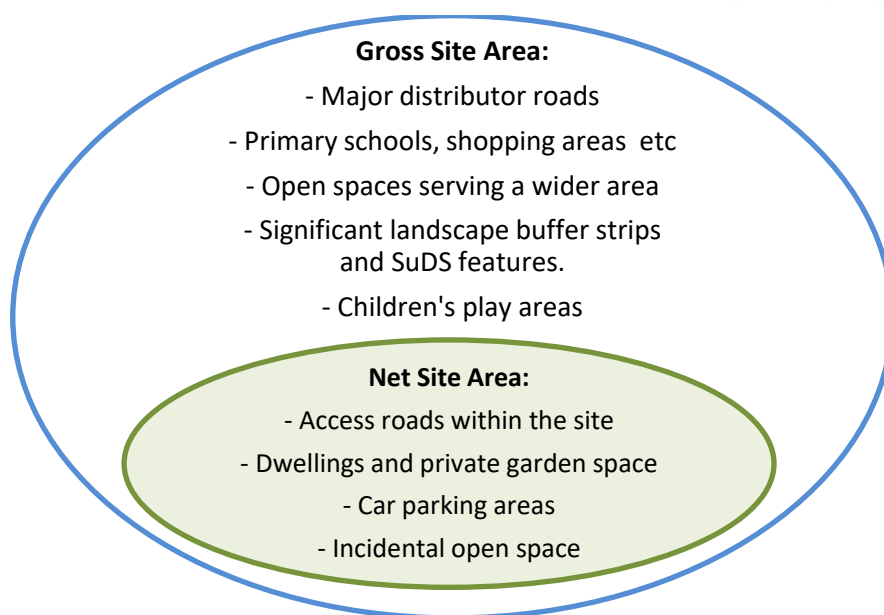 Gross Site Area:
- Major distributor roads
- Primary schools, shopping areas  etc
- Open spaces serving a wider area
- Significant landscape buffer strips
and SuDS features.
- Children's play areas
Net Site Area:
- Access roads within the site
- Dwellings and private garden space
- Car parking areas
- Incidental open space